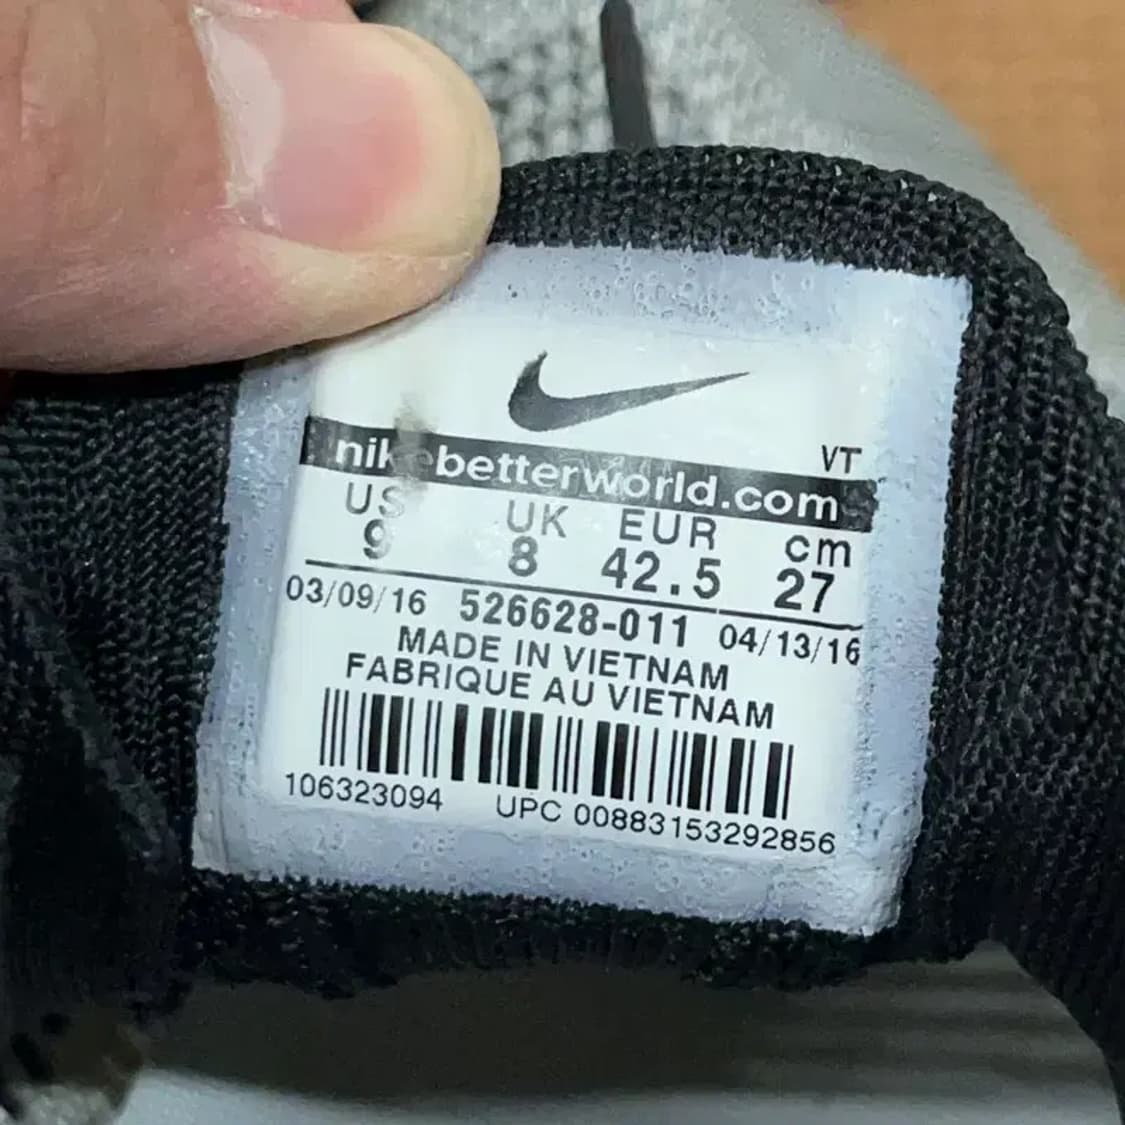 VT
nikebetterworld.com
US UK EUR cm
9 8 42.5 27
03/09/16 526628-011 04/13/16
MADE IN VIETNAM
FABRIQUE AU VIETNAM
106323094 UPC 00883153292856